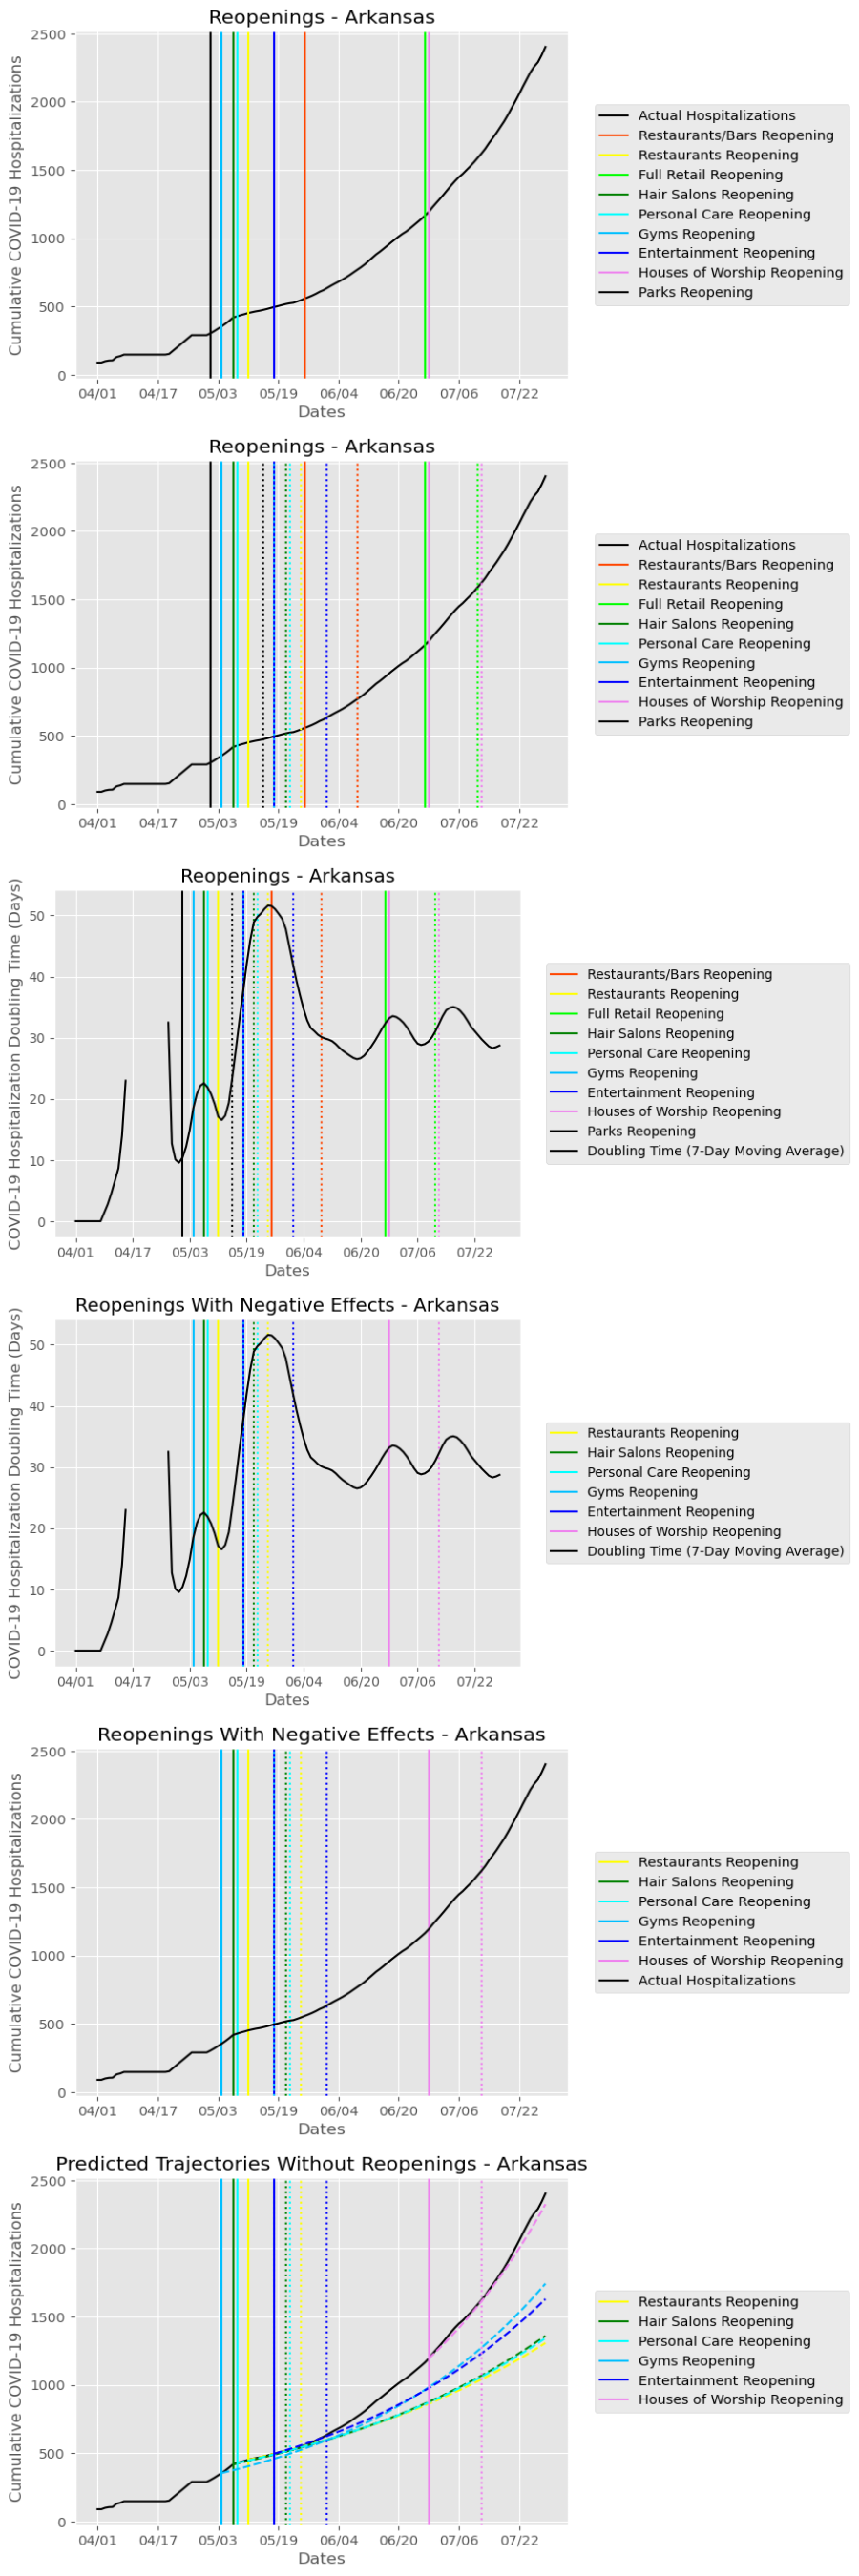 Reopenings - Arkansas
Cumulative COVID-19 Hospitalizations
2500
2000
1500
1000
500
0
04/01 04/17 05/03 05/19 06/04 06/20 07/06 07/22
Dates
Actual Hospitalizations
Restaurants/Bars Reopening
Restaurants Reopening
Full Retail Reopening
Hair Salons Reopening
Personal Care Reopening
Gyms Reopening
Entertainment Reopening
Houses of Worship Reopening
Parks Reopening
Reopenings - Arkansas
Cumulative COVID-19 Hospitalizations
2500
2000
1500
1000
500
0
04/01 04/17 05/03 05/19 06/04 06/20 07/06 07/22
Dates
Actual Hospitalizations
Restaurants/Bars Reopening
Restaurants Reopening
Full Retail Reopening
Hair Salons Reopening
Personal Care Reopening
Gyms Reopening
Entertainment Reopening
Houses of Worship Reopening
Parks Reopening
Reopenings - Arkansas
COVID-19 Hospitalization Doubling Time (Days)
50
40
30
20
10
0
04/01 04/17 05/03 05/19 06/04 06/20 07/06 07/22
Dates
Restaurants/Bars Reopening
Restaurants Reopening
Full Retail Reopening
Hair Salons Reopening
Personal Care Reopening
Gyms Reopening
Entertainment Reopening
Houses of Worship Reopening
Parks Reopening
Doubling Time (7-Day Moving Average)
Reopenings With Negative Effects - Arkansas
COVID-19 Hospitalization Doubling Time (Days)
50
40
30
20
10
0
04/01 04/17 05/03 05/19 06/04 06/20 07/06 07/22
Dates
Restaurants Reopening
Hair Salons Reopening
Personal Care Reopening
Gyms Reopening
Entertainment Reopening
Houses of Worship Reopening
Doubling Time (7-Day Moving Average)
Reopenings With Negative Effects - Arkansas
Cumulative COVID-19 Hospitalizations
2500
2000
1500
1000
500
0
04/01 04/17 05/03 05/19 06/04 06/20 07/06 07/22
Dates
Restaurants Reopening
Hair Salons Reopening
Personal Care Reopening
Gyms Reopening
Entertainment Reopening
Houses of Worship Reopening
Actual Hospitalizations
Predicted Trajectories Without Reopenings - Arkansas
Cumulative COVID-19 Hospitalizations
2500
2000
1500
1000
500
0
04/01 04/17 05/03 05/19 06/04 06/20 07/06 07/22
Dates
Restaurants Reopening
Hair Salons Reopening
Personal Care Reopening
Gyms Reopening
Entertainment Reopening
Houses of Worship Reopening